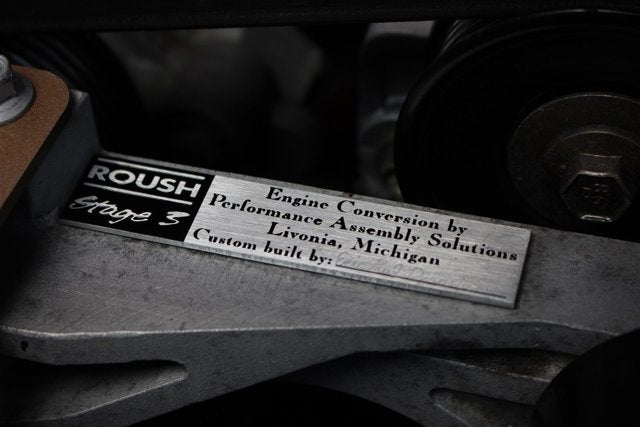 ROUSH
Stage 3
Engine Conversion by
Performance Assembly Solutions
Livonia, Michigan
Custom built by: